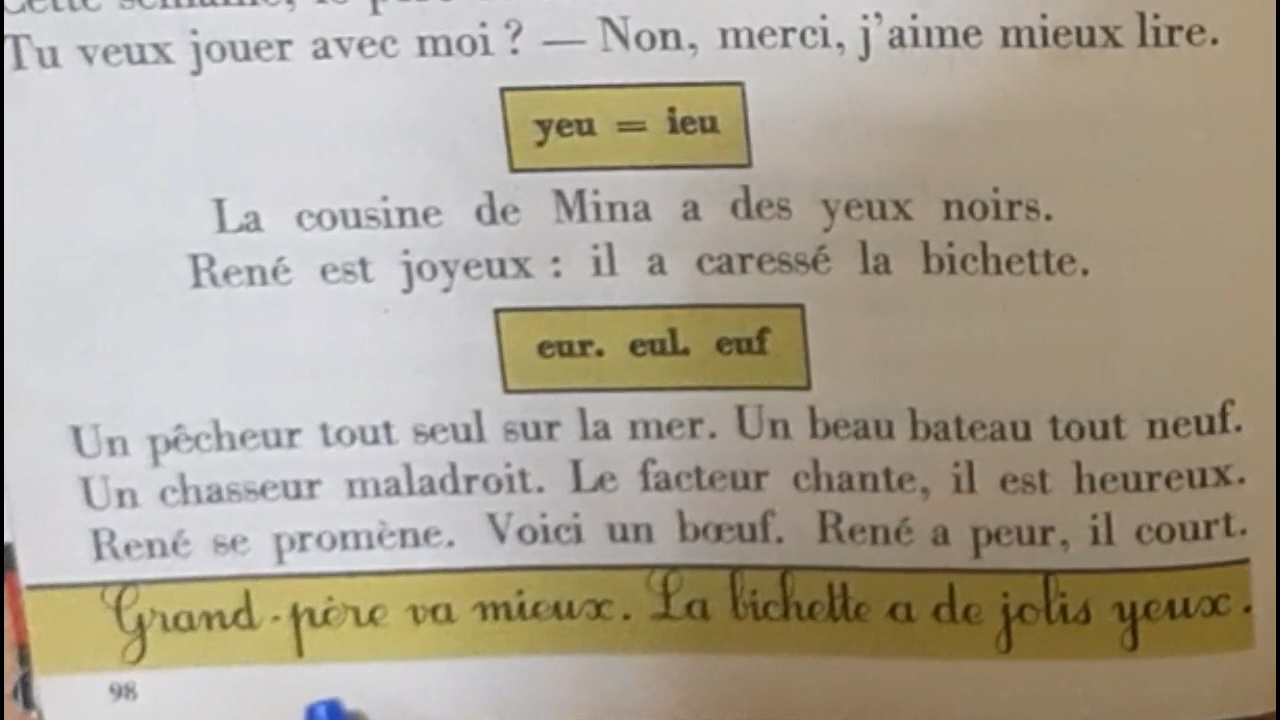 Cette semaine, le
Tu veux jouer avec moi ? — Non, merci, j'aime mieux lire.
yeu = ieu
La cousine de Mina a des yeux noirs.
René est joyeux : il a caressé la bichette.
eur. eul. euf
Un pêcheur tout seul sur la mer. Un beau bateau tout neuf.
Un chasseur maladroit. Le facteur chante, il est heureux.
René se promène. Voici un bœuf. René a peur, il court.
Grand-père va mieux. La bichette a de jolis yeux.
98